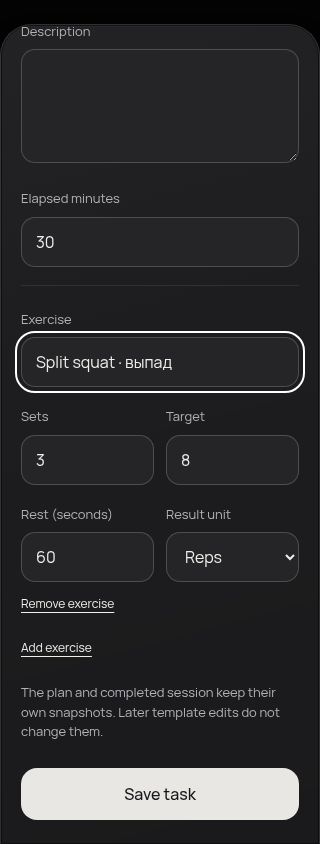 Description
Elapsed minutes
30
Exercise
Split squat · выпад
Sets
Target
3
8
Rest (seconds)
Result unit
60
Reps
Remove exercise
Add exercise
The plan and completed session keep their
own snapshots. Later template edits do not
change them.
Save task